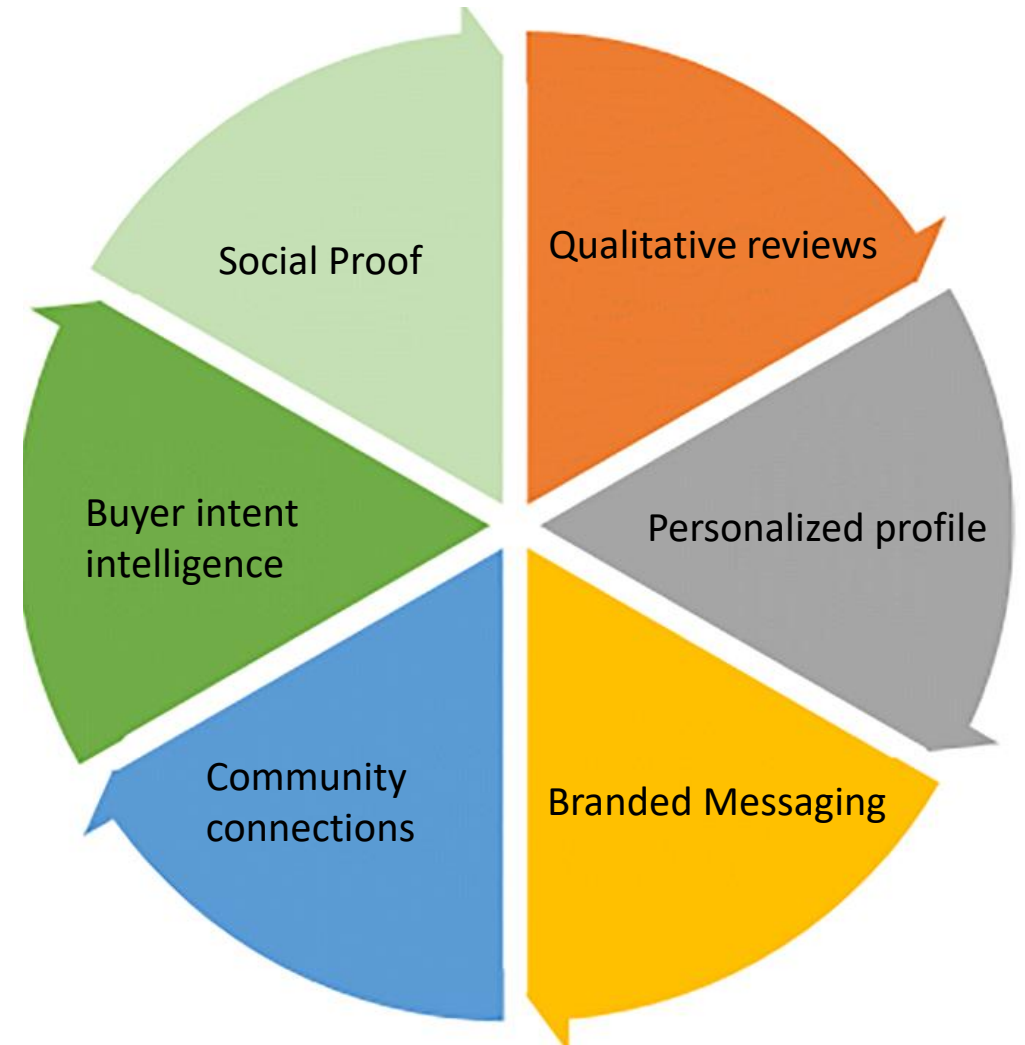 Social Proof
Qualitative reviews
Buyer intent
intelligence
Personalized profile
Community
connections
Branded Messaging